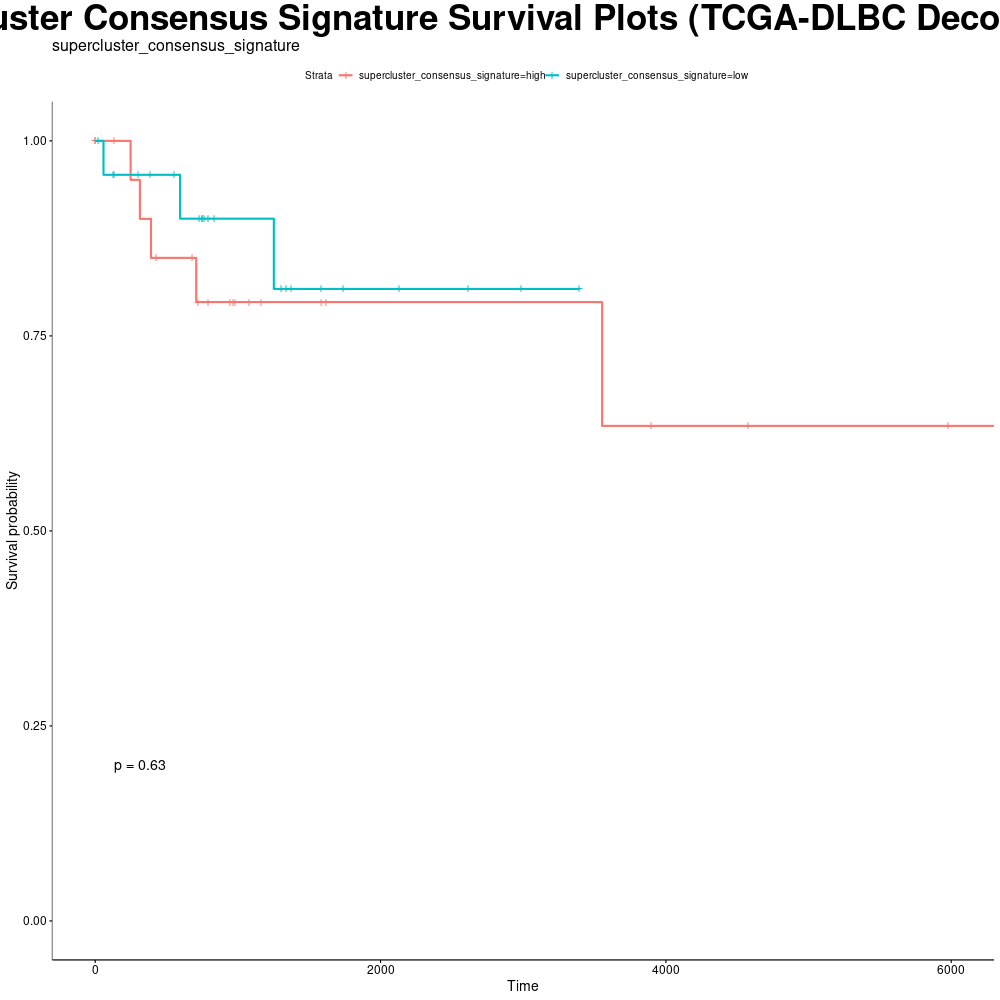 uster Consensus Signature Survival Plots (TCGA-DLBC Deco
supercluster_consensus_signature
Strata supercluster_consensus_signature=high supercluster_consensus_signature=low
1.00
0.75
0.50
0.25
0.00
Survival probability
p = 0.63
0 2000 4000 6000
Time